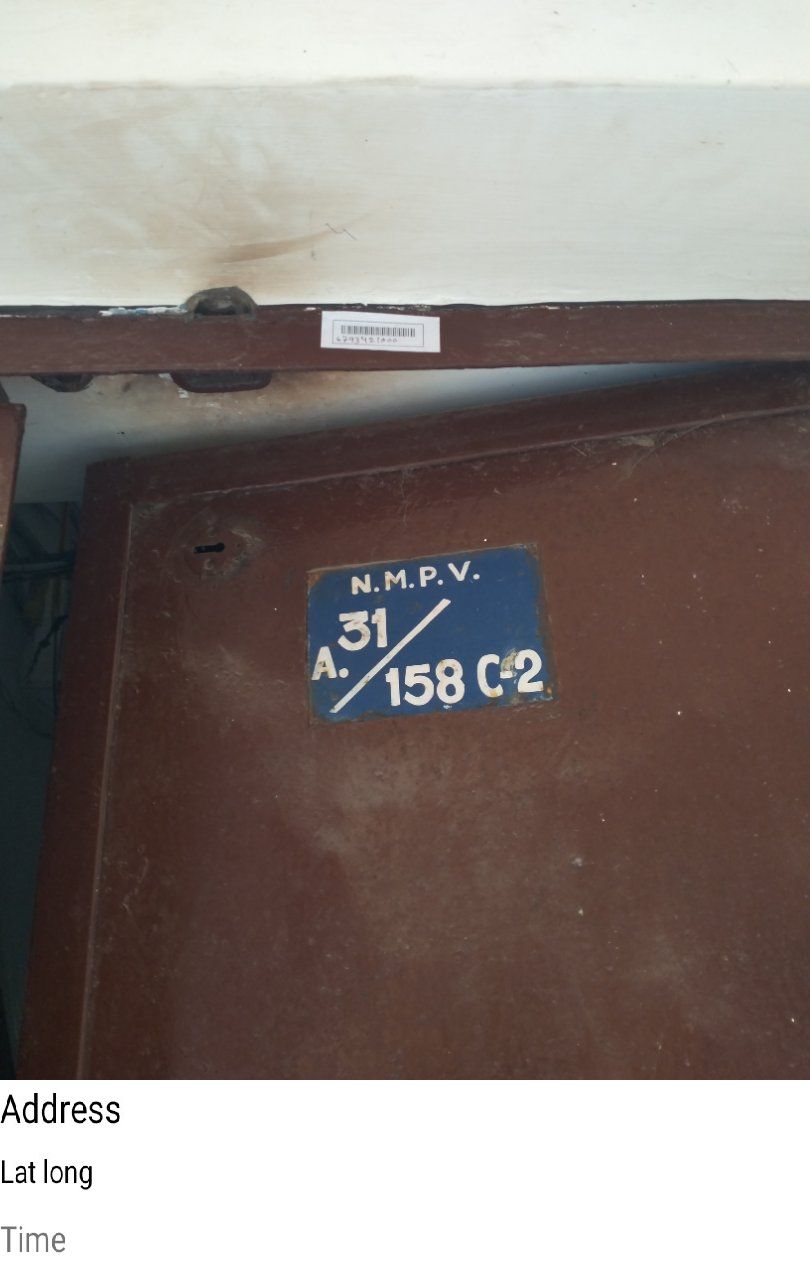 N.M.P.V.
A. 31/158 C-2
Address
Lat long
Time